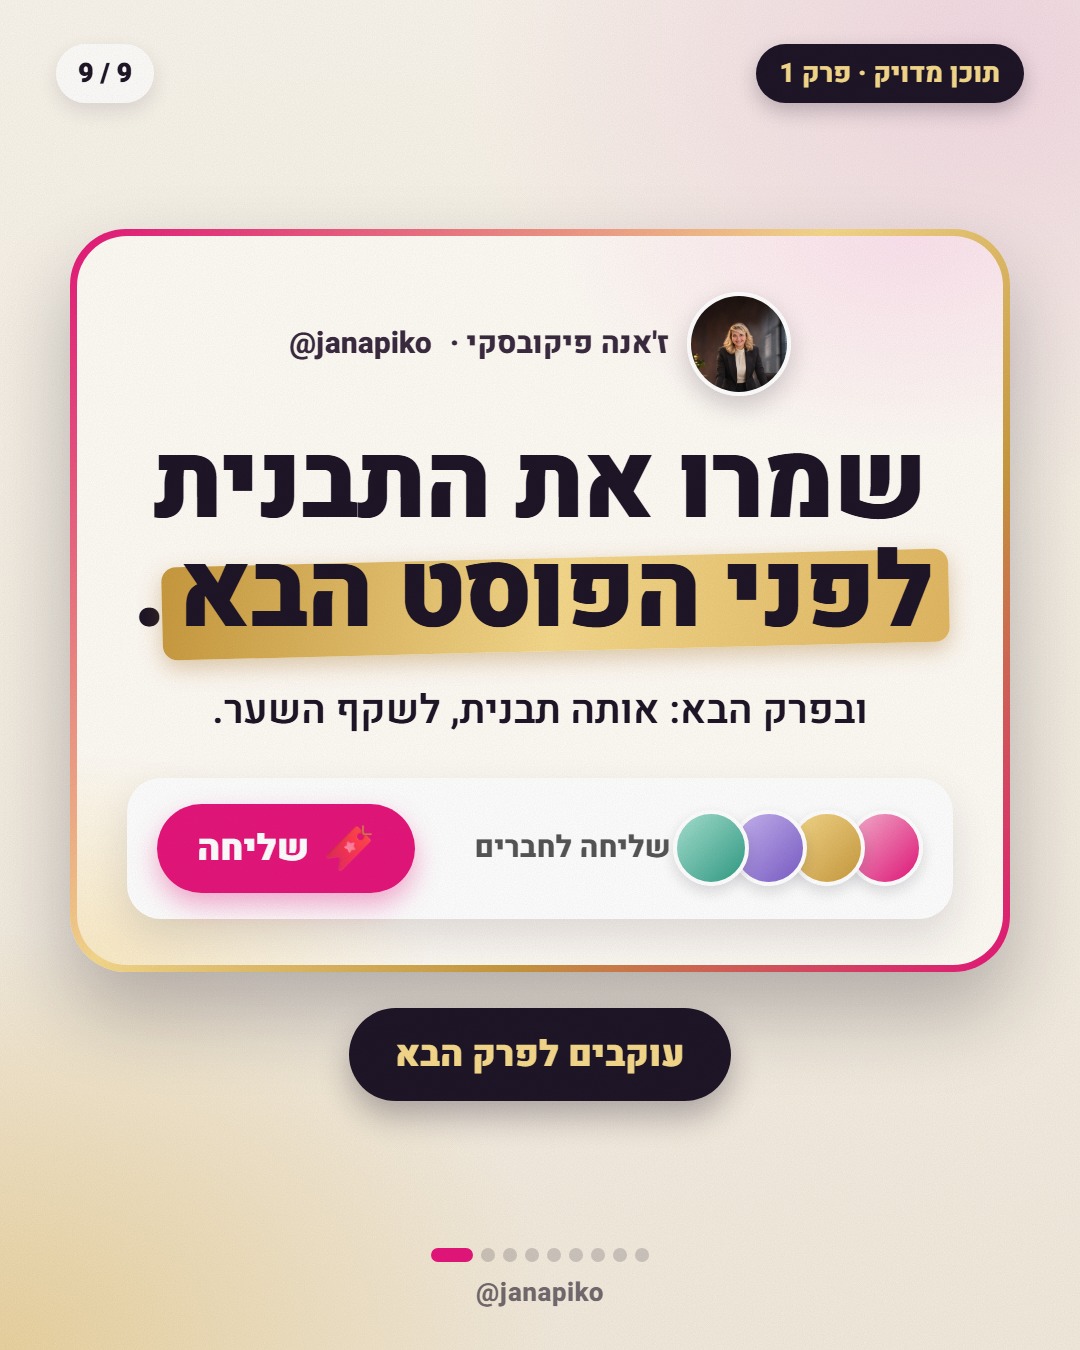 תוכן מדויק · פרק 1
9 / 9
ז'אנה פיקובסקי · @janapiko
שמרו את התבנית
לפני הפוסט הבא.
ובפרק הבא: אותה תבנית, לשקף השער.
שליחה לחברים
שליחה
עוקבים לפרק הבא
@janapiko